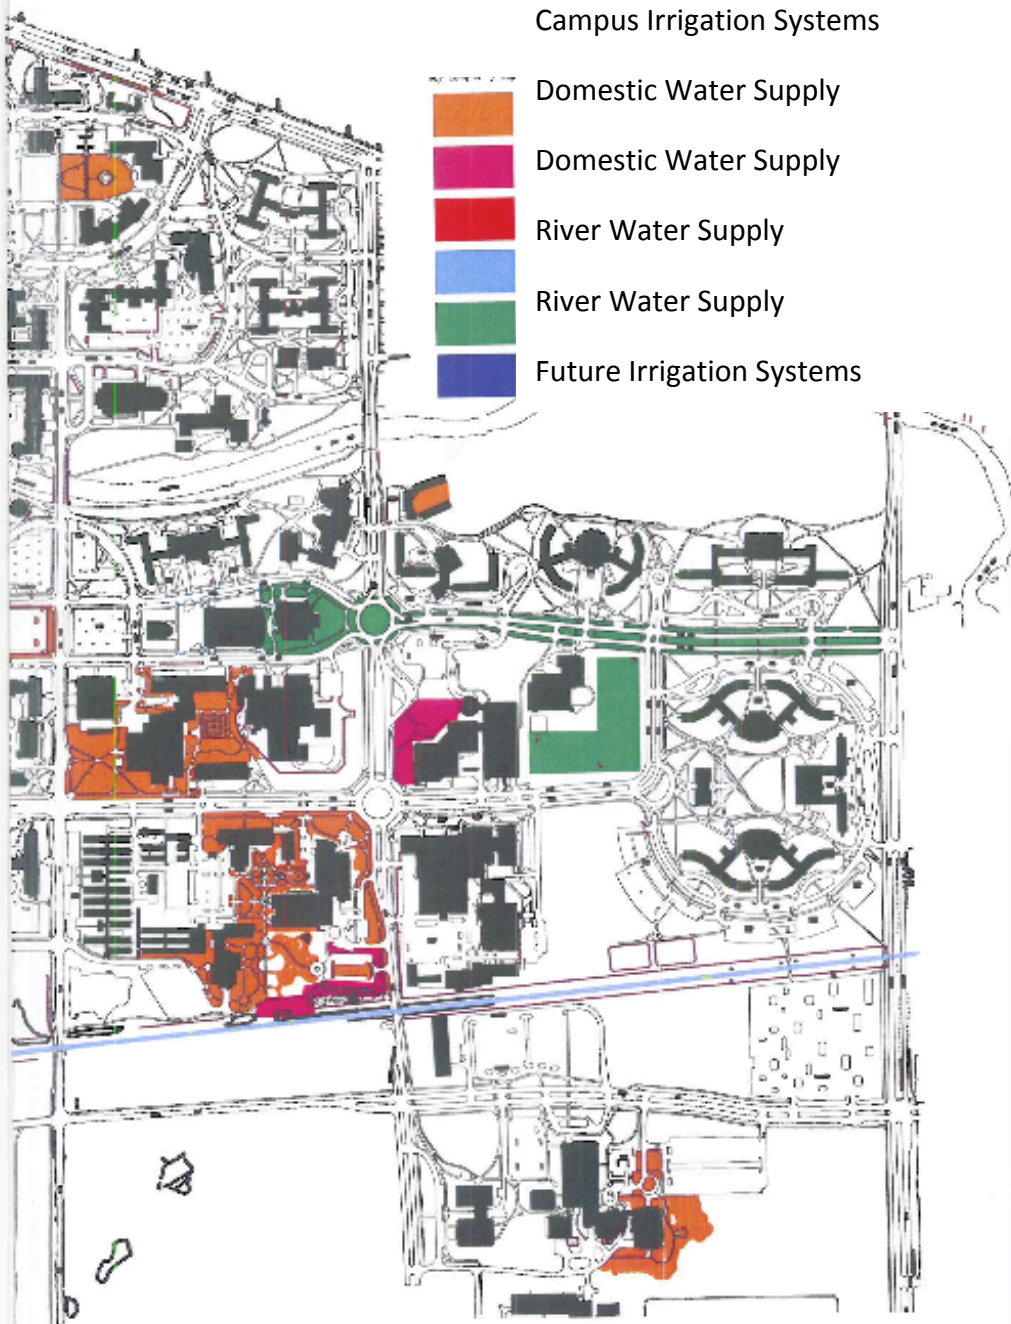 Campus Irrigation Systems
Domestic Water Supply
Domestic Water Supply
River Water Supply
River Water Supply
Future Irrigation Systems